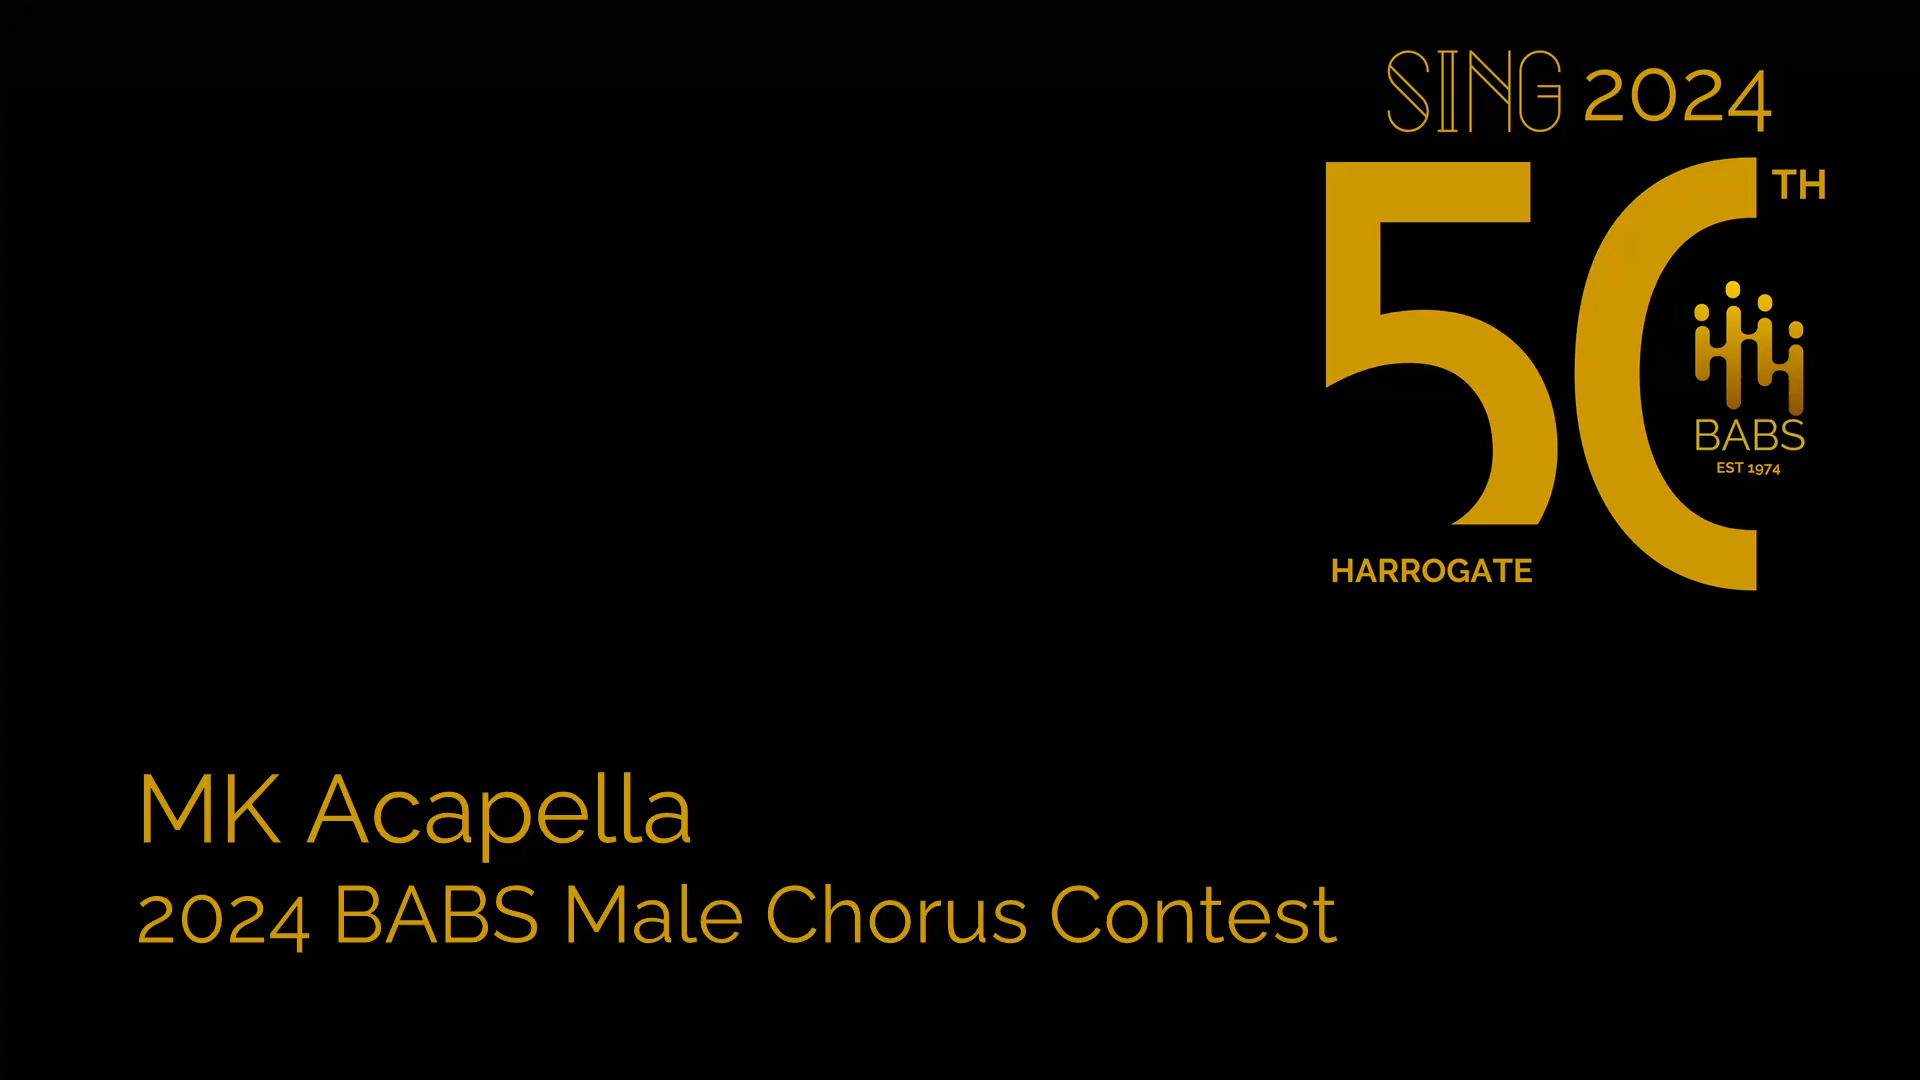 SING 2024
50TH
BABS
EST 1974
HARROGATE
MK Acapella
2024 BABS Male Chorus Contest